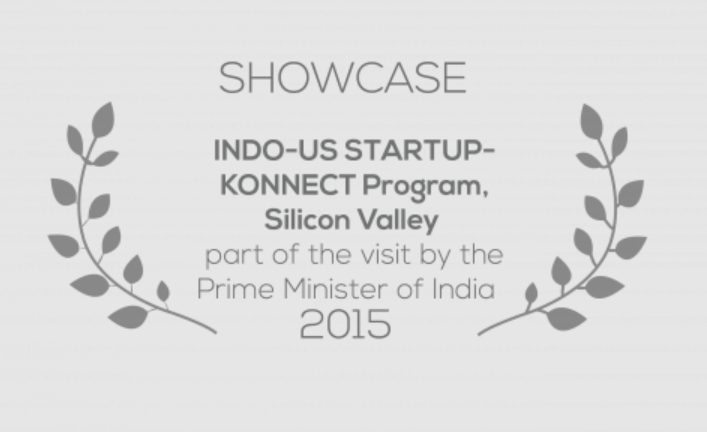 SHOWCASE
INDO-US STARTUP-
KONNECT Program,
Silicon Valley
part of the visit by the
Prime Minister of India
2015